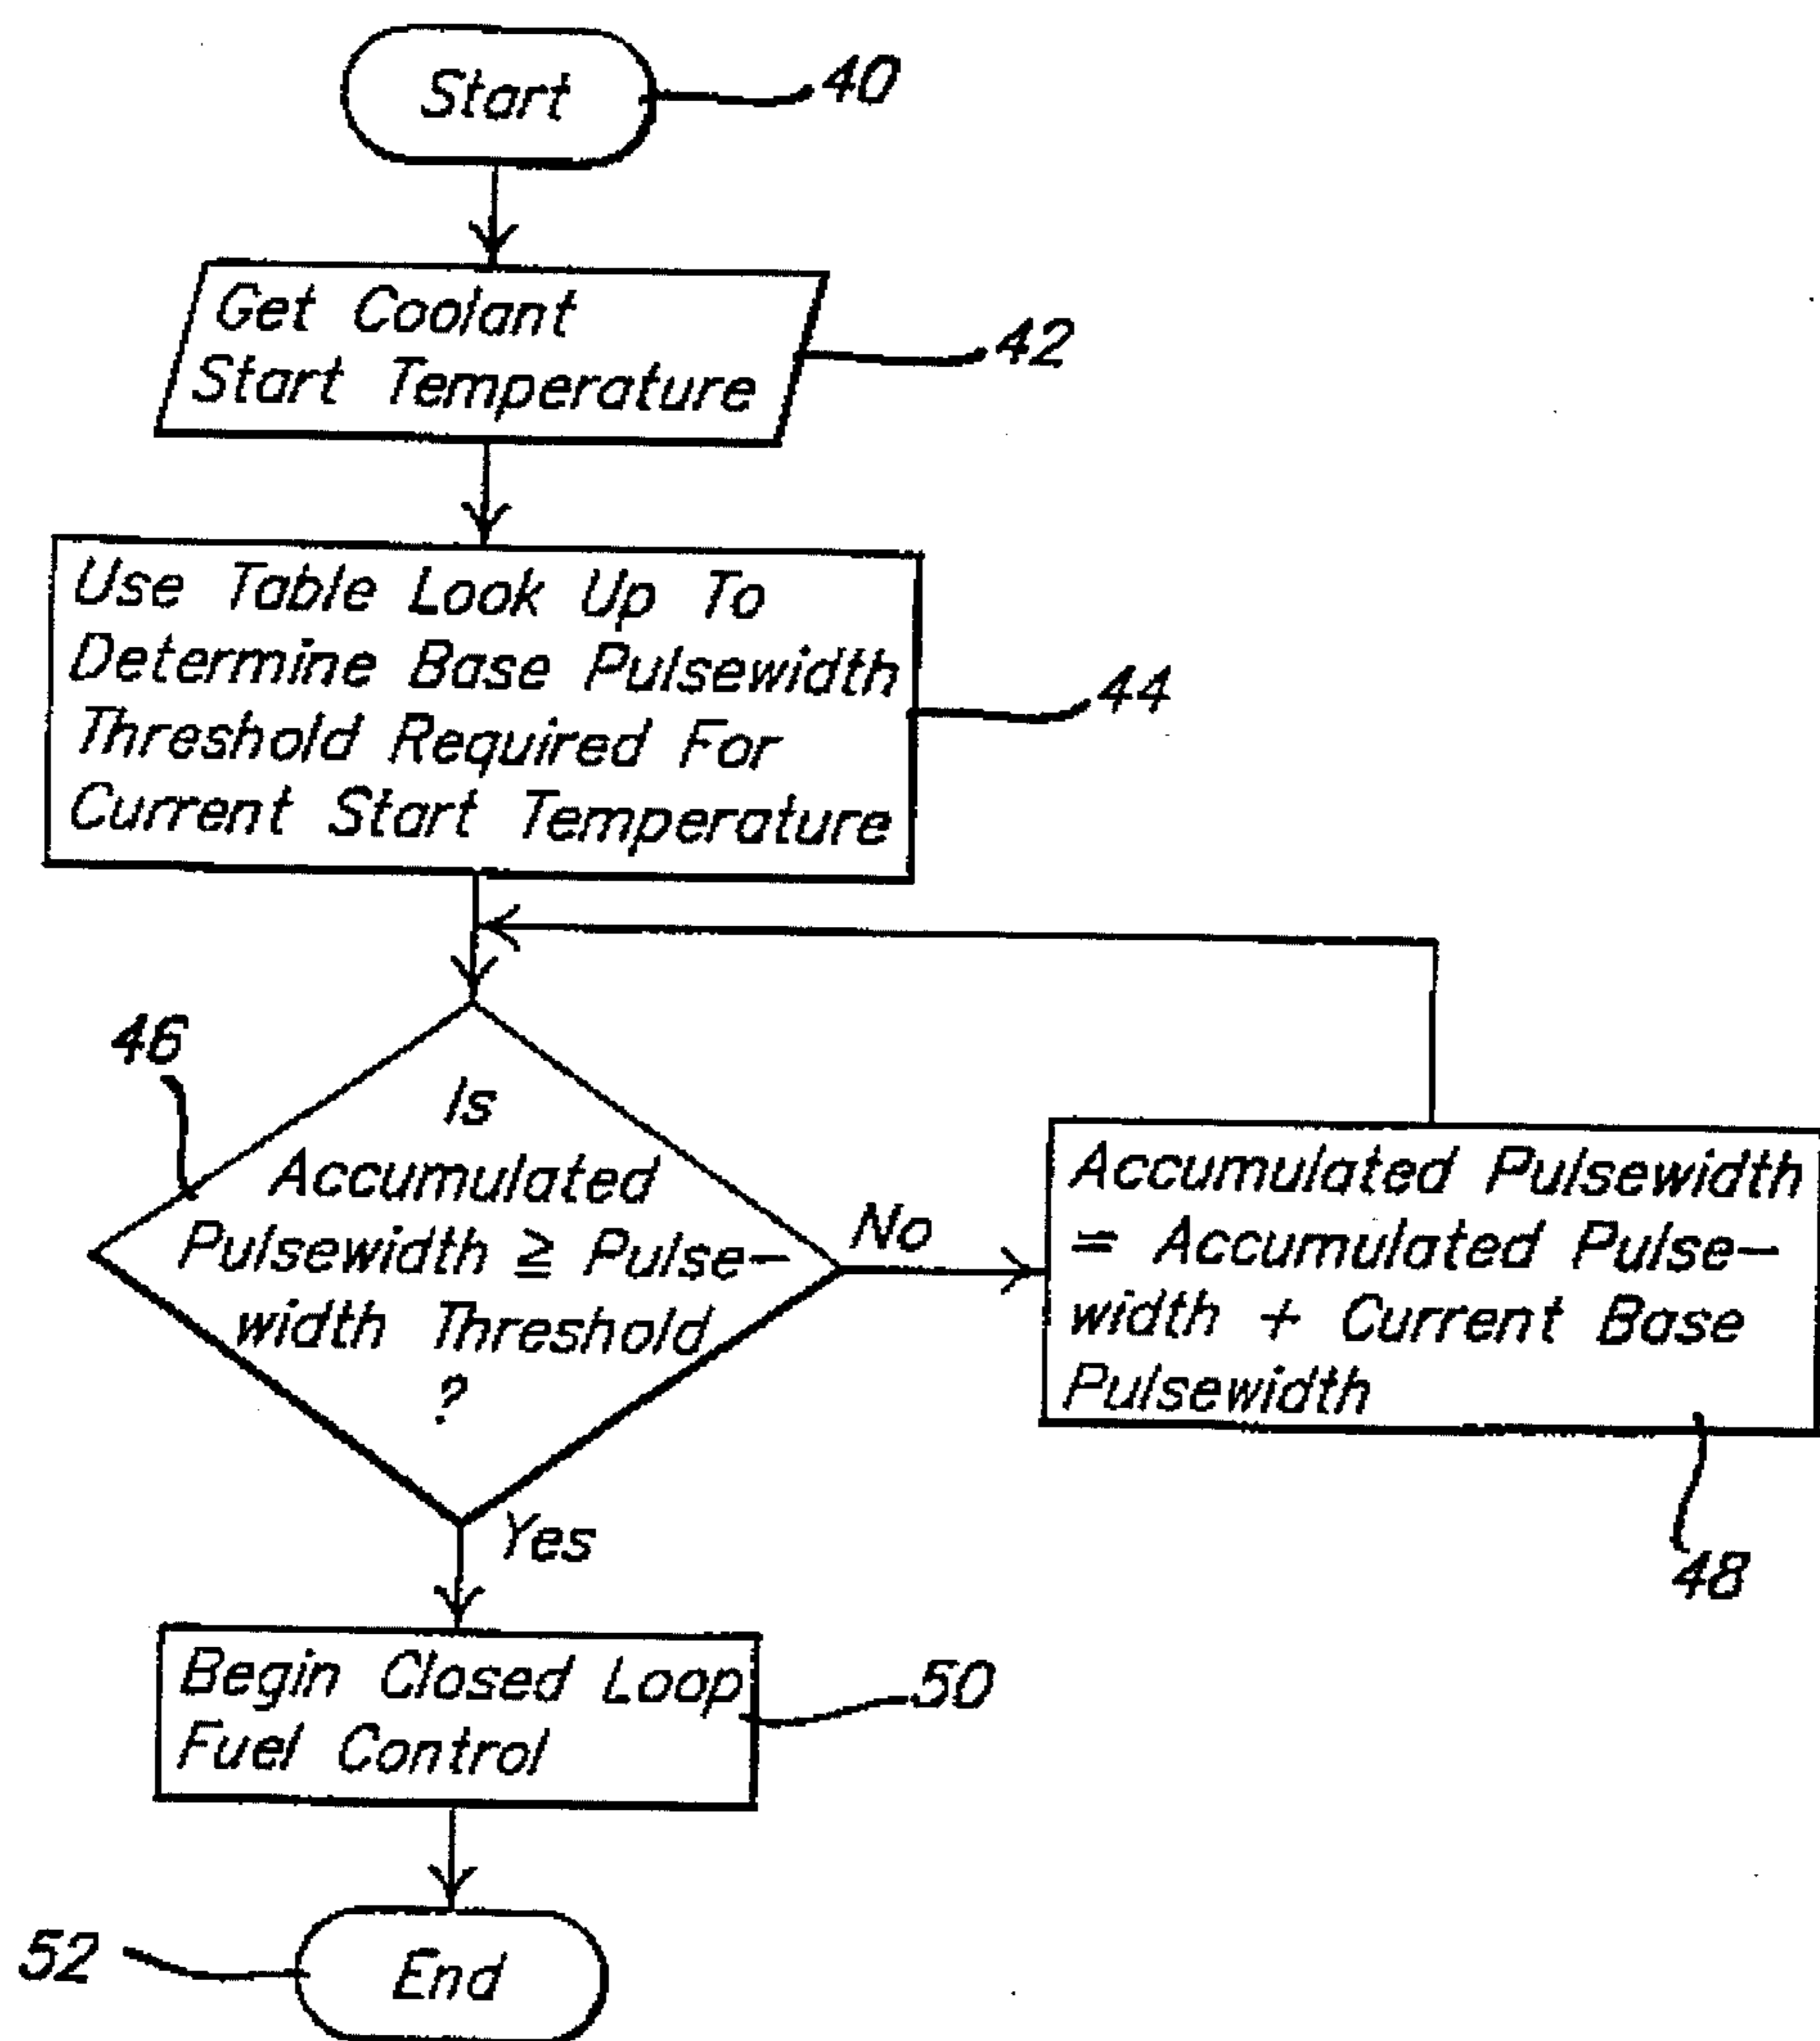 Start
40
Get Coolant
Start Temperature
42
Use Table Look Up To
Determine Base Pulsewidth
Threshold Required For
Current Start Temperature
44
46
Is
Accumulated
Pulsewidth ≧ Pulse-
width Threshold
?
No
Accumulated Pulsewidth
= Accumulated Pulse-
width + Current Base
Pulsewidth
48
Yes
Begin Closed Loop
Fuel Control
50
52
End